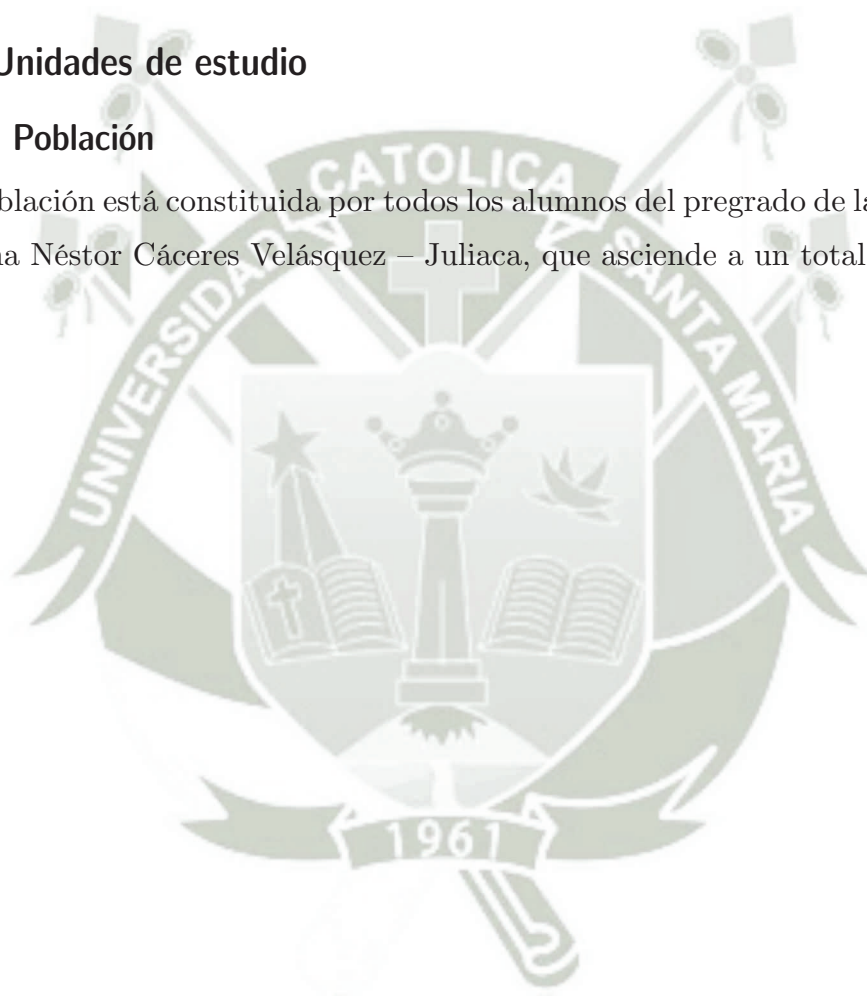 Unidades de estudio
Población
blación está constituida por todos los alumnos del pregrado de la
na Néstor Cáceres Velásquez – Juliaca, que asciende a un total
UNIVERSIDAD CATOLICA SANTA MARIA
1961